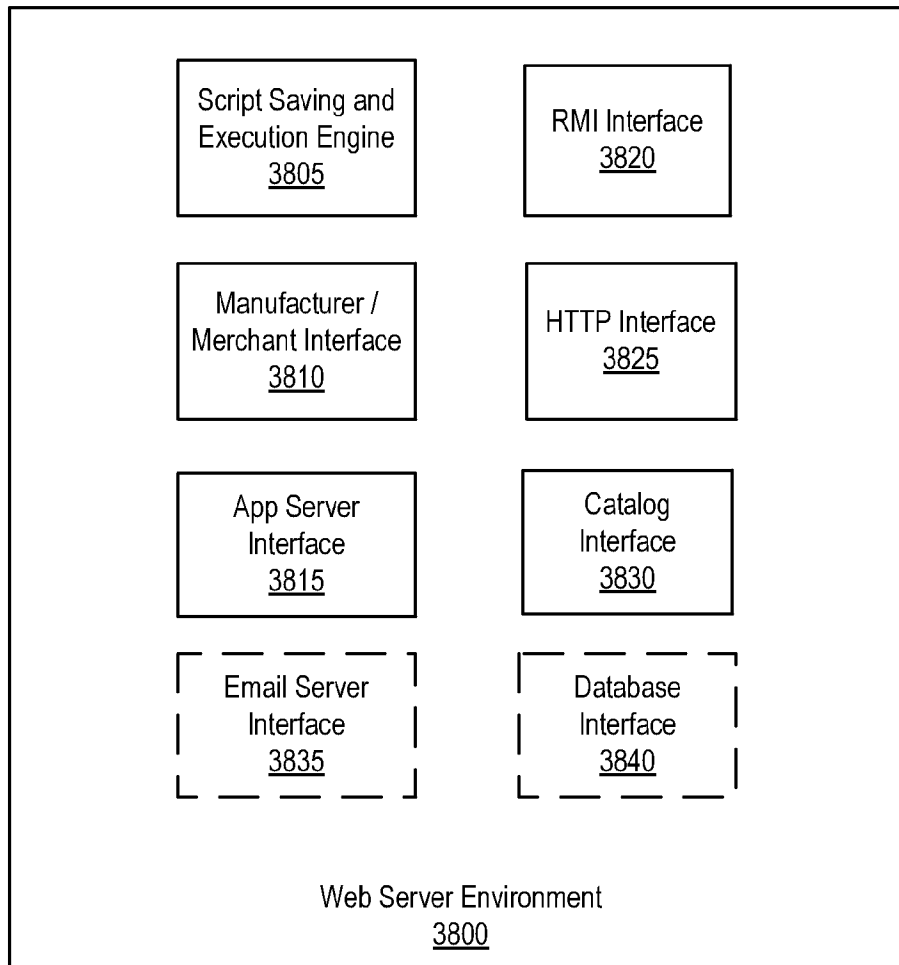 Script Saving and
Execution Engine
3805
RMI Interface
3820
Manufacturer /
Merchant Interface
3810
HTTP Interface
3825
App Server
Interface
3815
Catalog
Interface
3830
Email Server
Interface
3835
Database
Interface
3840
Web Server Environment
3800